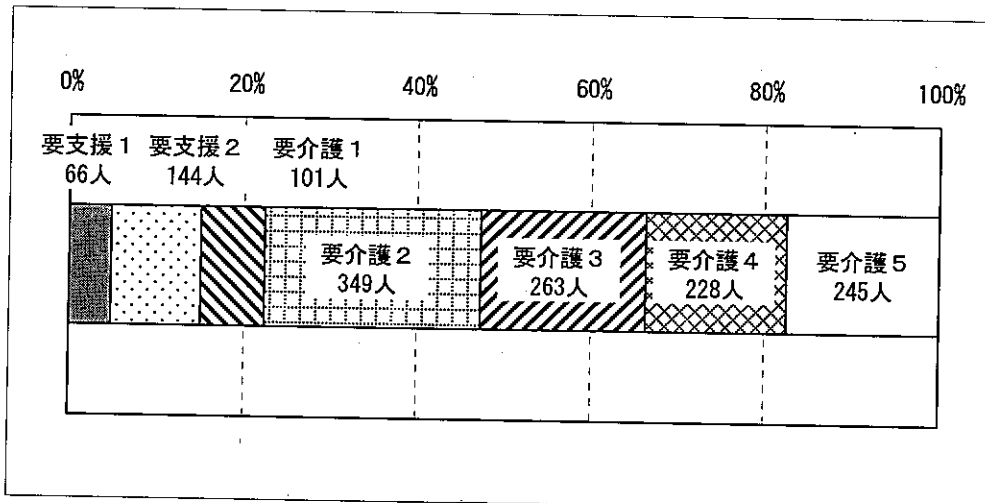 0% 20% 40% 60% 80% 100%
要支援1 要支援2 要介護1
66人 144人 101人
要介護2 要介護3 要介護4 要介護5
349人 263人 228人 245人